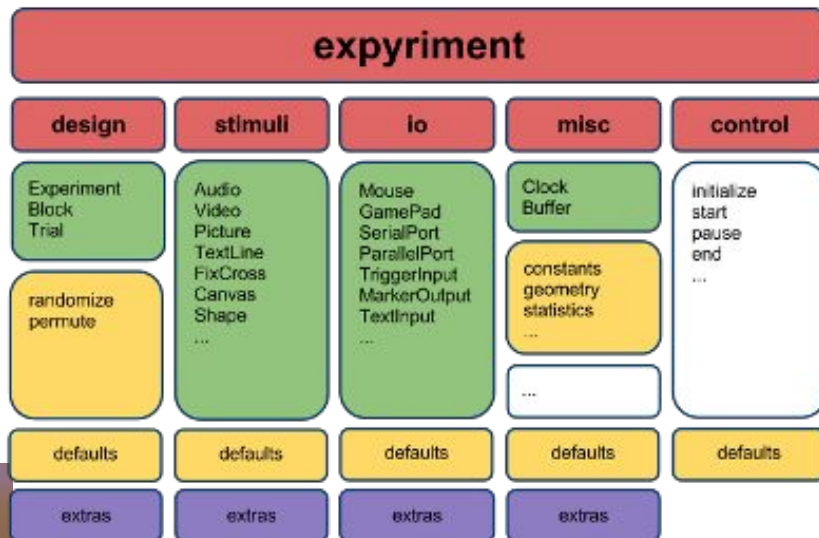 expyriment
design
stimuli
io
misc
control
Experiment
Block
Trial
randomize
permute
Audio
Video
Picture
TextLine
FixCross
Canvas
Shape
...
Mouse
GamePad
SerialPort
ParallelPort
TriggerInput
MarkerOutput
TextInput
...
Clock
Buffer
constants
geometry
statistics
...
...
initialize
start
pause
end
...
defaults
defaults
defaults
defaults
defaults
extras
extras
extras
extras